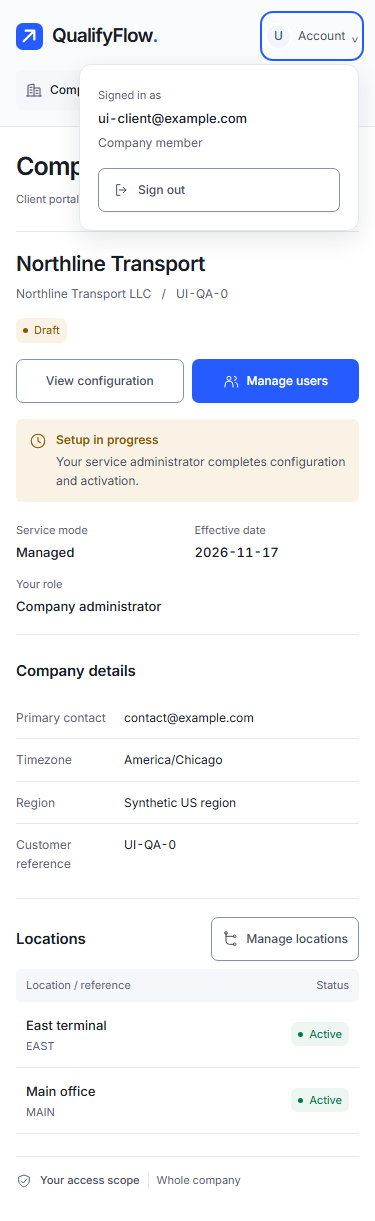 QualifyFlow.
U Account
Comp
Signed in as
ui-client@example.com
Company member
Sign out
Comp
Client portal
Northline Transport
Northline Transport LLC / UI-QA-0
Draft
View configuration
Manage users
Setup in progress
Your service administrator completes configuration
and activation.
Service mode Effective date
Managed 2026-11-17
Your role
Company administrator
Company details
Primary contact contact@example.com
Timezone America/Chicago
Region Synthetic US region
Customer UI-QA-0
reference
Locations
Manage locations
Location / reference Status
East terminal
EAST
Active
Main office
MAIN
Active
Your access scope Whole company